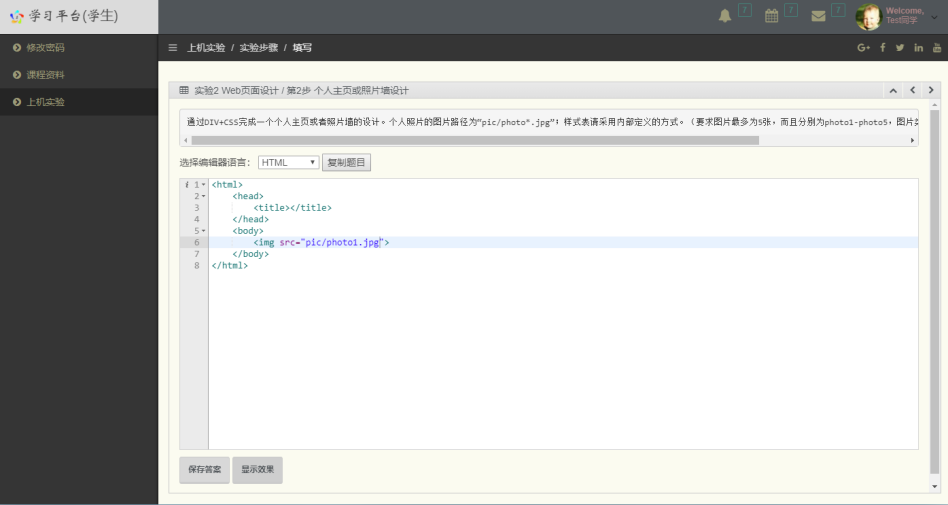 学习平台(学生)
7
7
7
Welcome,
Test同学
修改密码
课程资料
上机实验
上机实验 / 实验步骤 / 填写
G+ f in
实验2 Web页面设计 / 第2步 个人主页或照片墙设计
通过DIV+CSS完成一个个人主页或者照片墙的设计。个人照片的图片路径为"pic/photo*.jpg"；样式表请采用内部定义的方式。（要求图片最多为5张，而且分别为photo1-photo5，图片
选择编辑器语言： HTML 复制题目
i 1 <html>
2 <head>
3 <title></title>
4 </head>
5 <body>
6 <img src="pic/photo1.jpg">
7 </body>
8 </html>
保存答案 显示效果